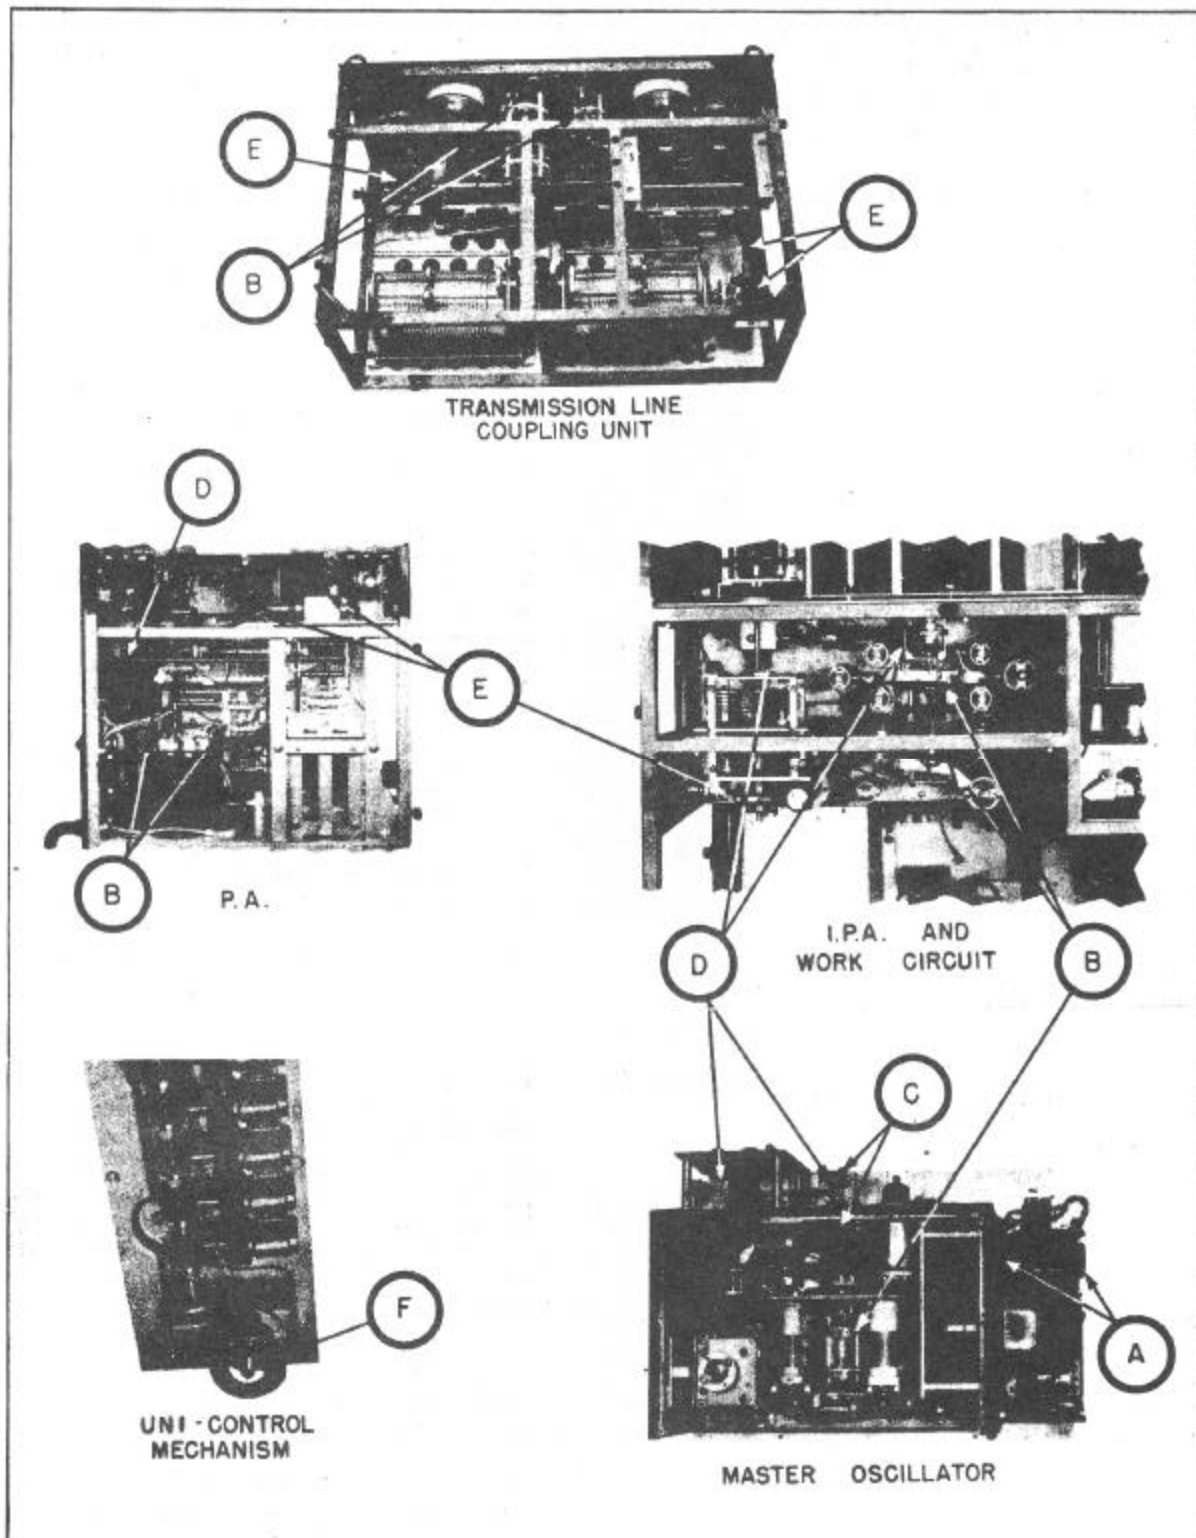 E
E
B
TRANSMISSION LINE
COUPLING UNIT
D
E
B
P.A.
I.P.A. AND
WORK CIRCUIT
D
B
C
F
A
UNI-CONTROL
MECHANISM
MASTER OSCILLATOR